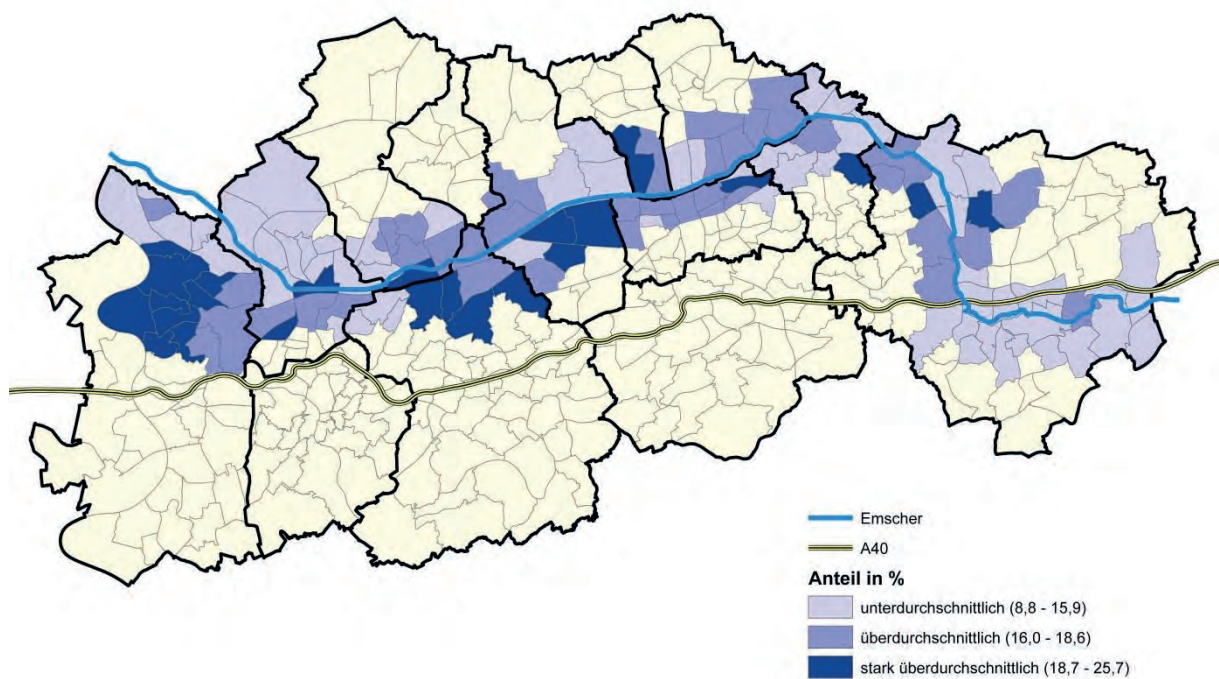 Emscher
A40
Anteil in %
unterdurchschnittlich (8,8 - 15,9)
überdurchschnittlich (16,0 - 18,6)
stark überdurchschnittlich (18,7 - 25,7)